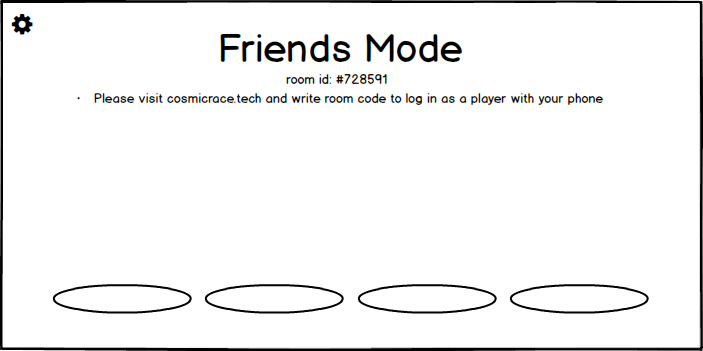 Friends Mode
room id: #728591
· Please visit cosmicrace.tech and write room code to log in as a player with your phone